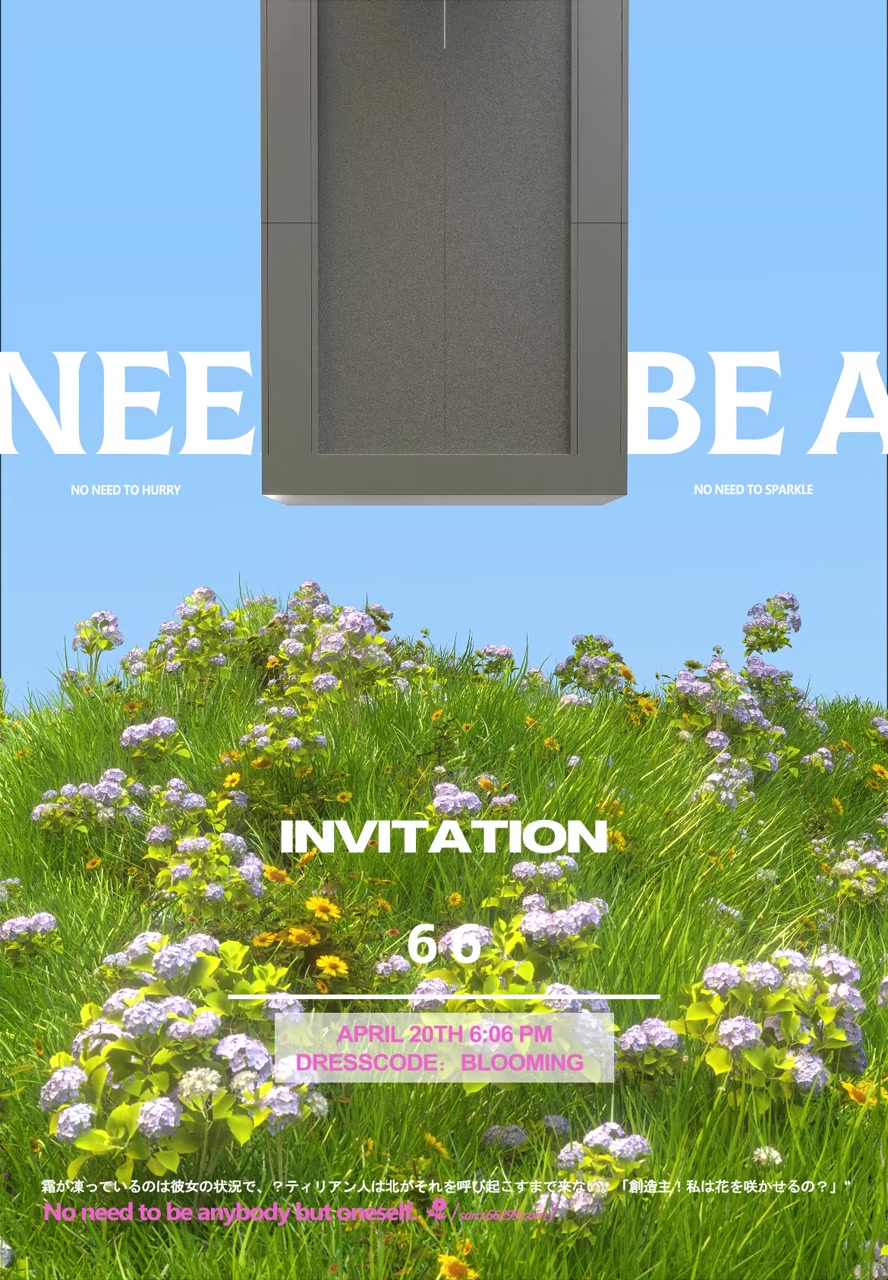 NEE BE A
NO NEED TO HURRY
NO NEED TO SPARKLE
INVITATION
6 6
APRIL 20TH 6:06 PM
DRESSCODE：BLOOMING
霜が凍っているのは彼女の状況で、？ティリアン人は北がそれを呼び起こすまで来ない。「創造主！私は花を咲かせるの？」"
No need to be anybody but oneself. /